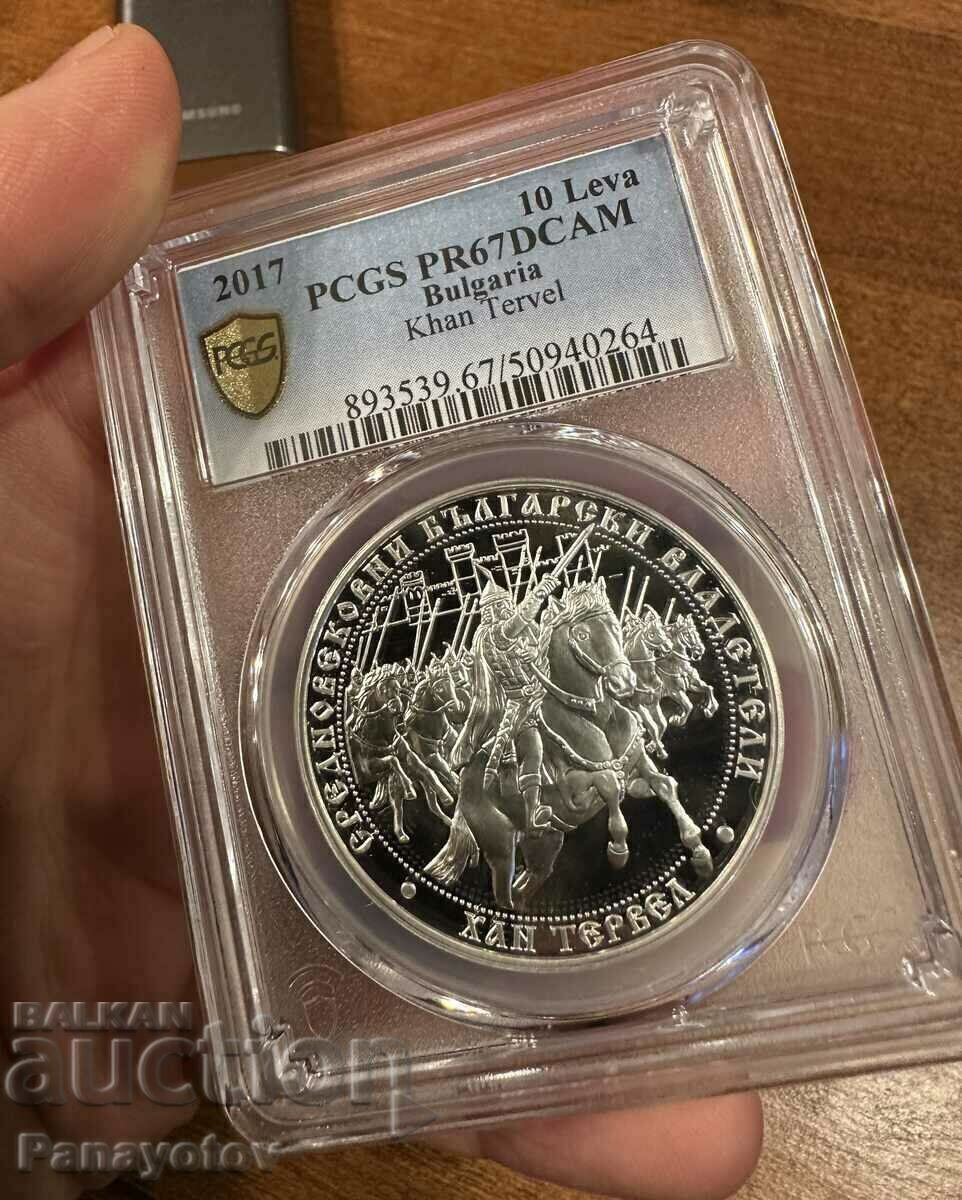 SAMSUNG
2017
10 Leva
PCGS PR67DCAM
Bulgaria
Khan Tervel
PCGS
893539.67/50940264
СРЕДНОВЕКОВНИ БЪЛГАРСКИ ВЛАДЕТЕЛИ
ХАН ТЕРВЕЛ
BALKAN
auction
Panayotov